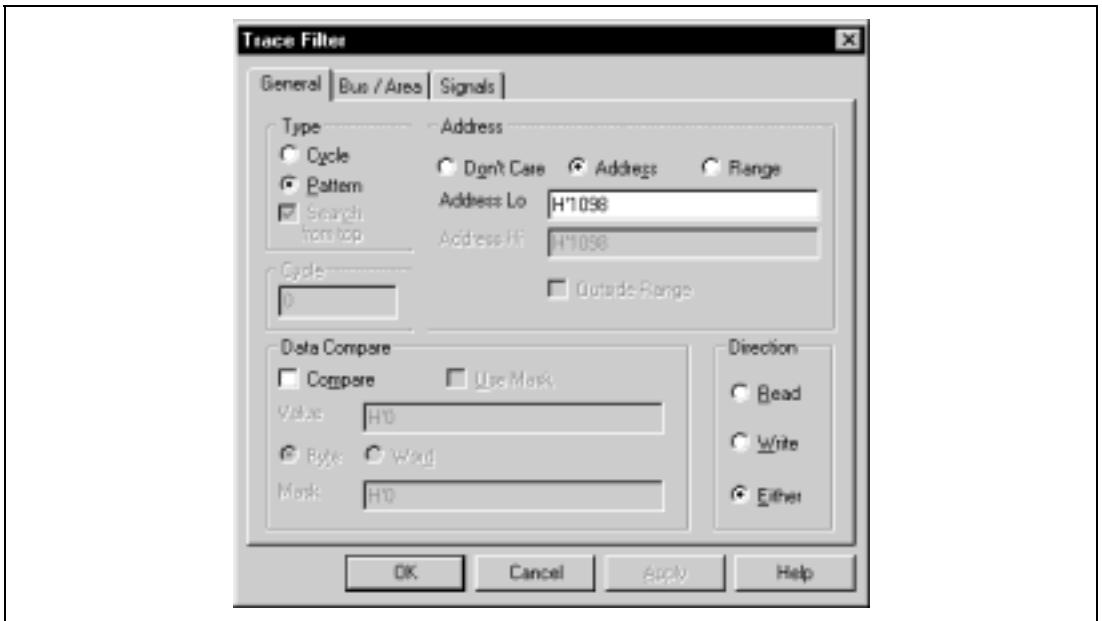 Trace Filter
General Bus / Area Signals
Type
Cycle
Pattern
Search
from top
Cycle
0
Address
Don't Care Address Range
Address Lo H'1098
Address Hi H'1098
Outside Range
Data Compare
Compare Use Mask
Value H'0
Byte Word
Mask H'0
Direction
Read
Write
Either
OK Cancel Apply Help